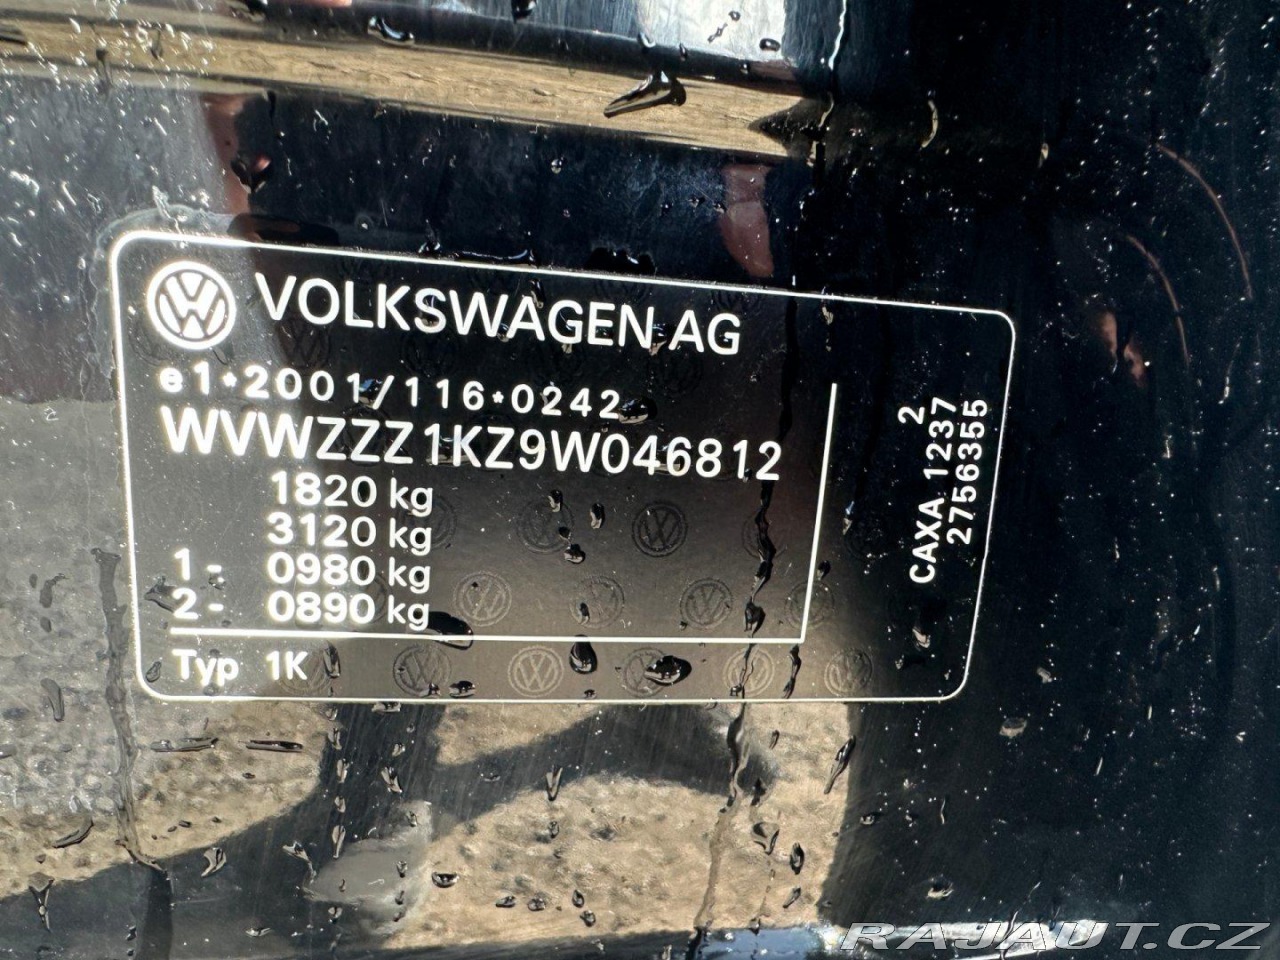 VOLKSWAGEN AG
e1*2001/116*0242
WVWZZZ1KZ9W046812
1820 kg
3120 kg
1- 0980 kg
2- 0890 kg
Typ 1K
2
CAXA 1237
2756355
RAJAUT.CZ